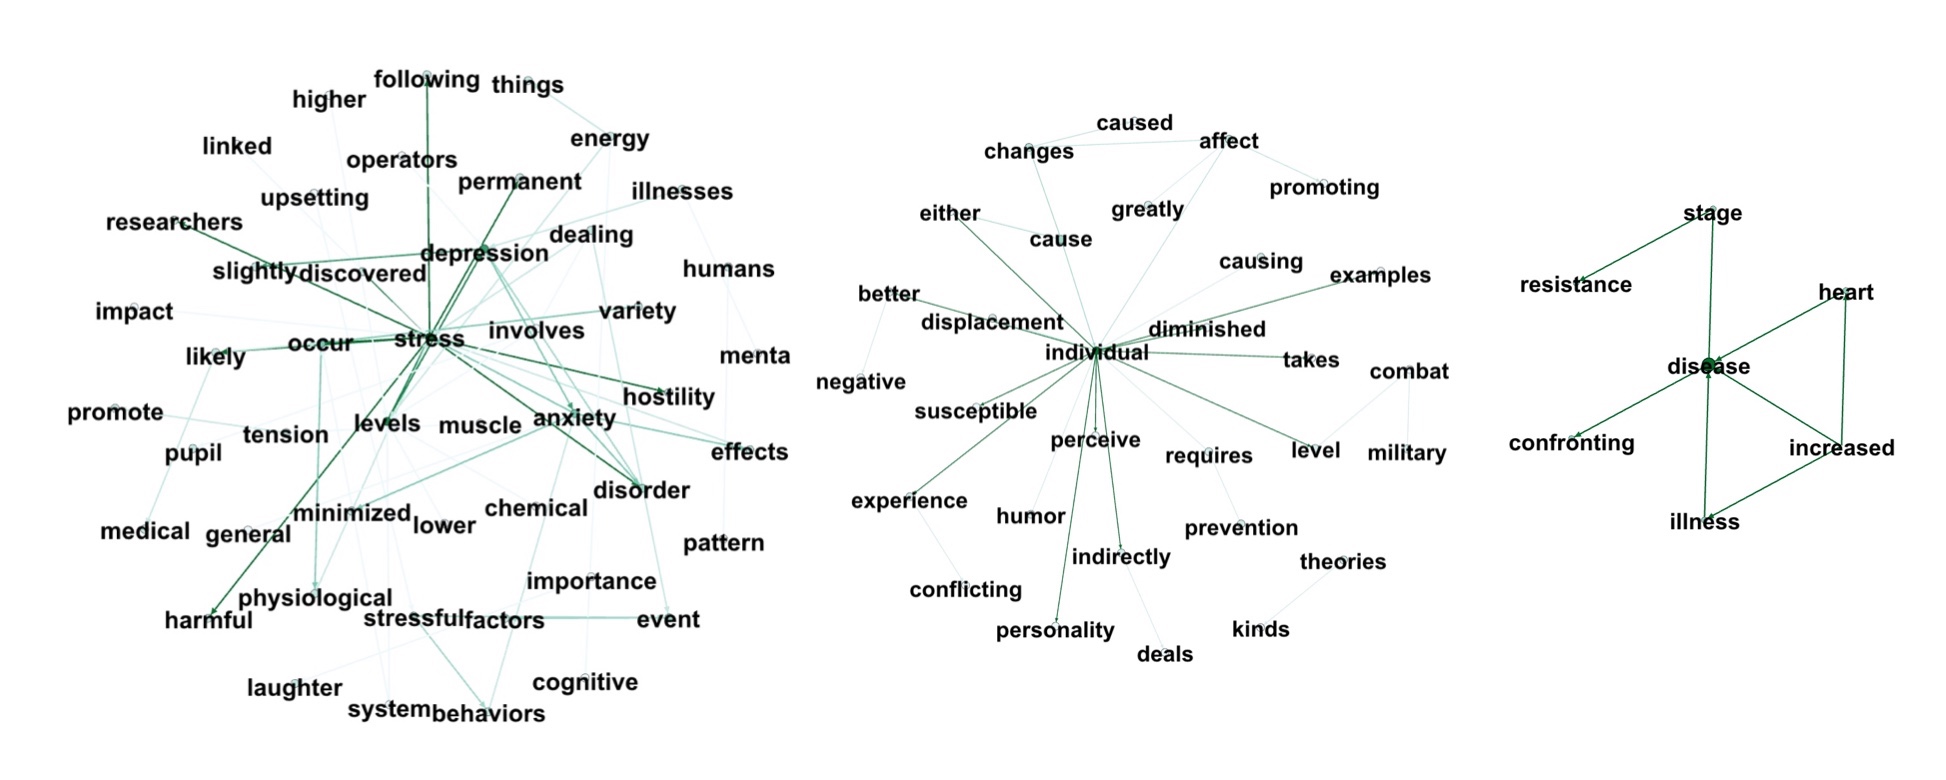 following
things
higher
energy
linked
operators
permanent
illnesses
upsetting
researchers
dealing
depression
slightly
discovered
humans
impact
variety
involves
stress
occur
likely
menta
hostility
promote
anxiety
levels
muscle
tension
pupil
effects
disorder
chemical
minimized
lower
medical
general
pattern
importance
physiological
harmful
stressful
factors
event
cognitive
laughter
system
behaviors
caused
affect
changes
promoting
greatly
either
cause
causing
examples
better
displacement
diminished
individual
takes
combat
negative
susceptible
perceive
requires
level
military
experience
humor
prevention
indirectly
theories
conflicting
personality
kinds
deals
stage
resistance
heart
disease
confronting
increased
illness